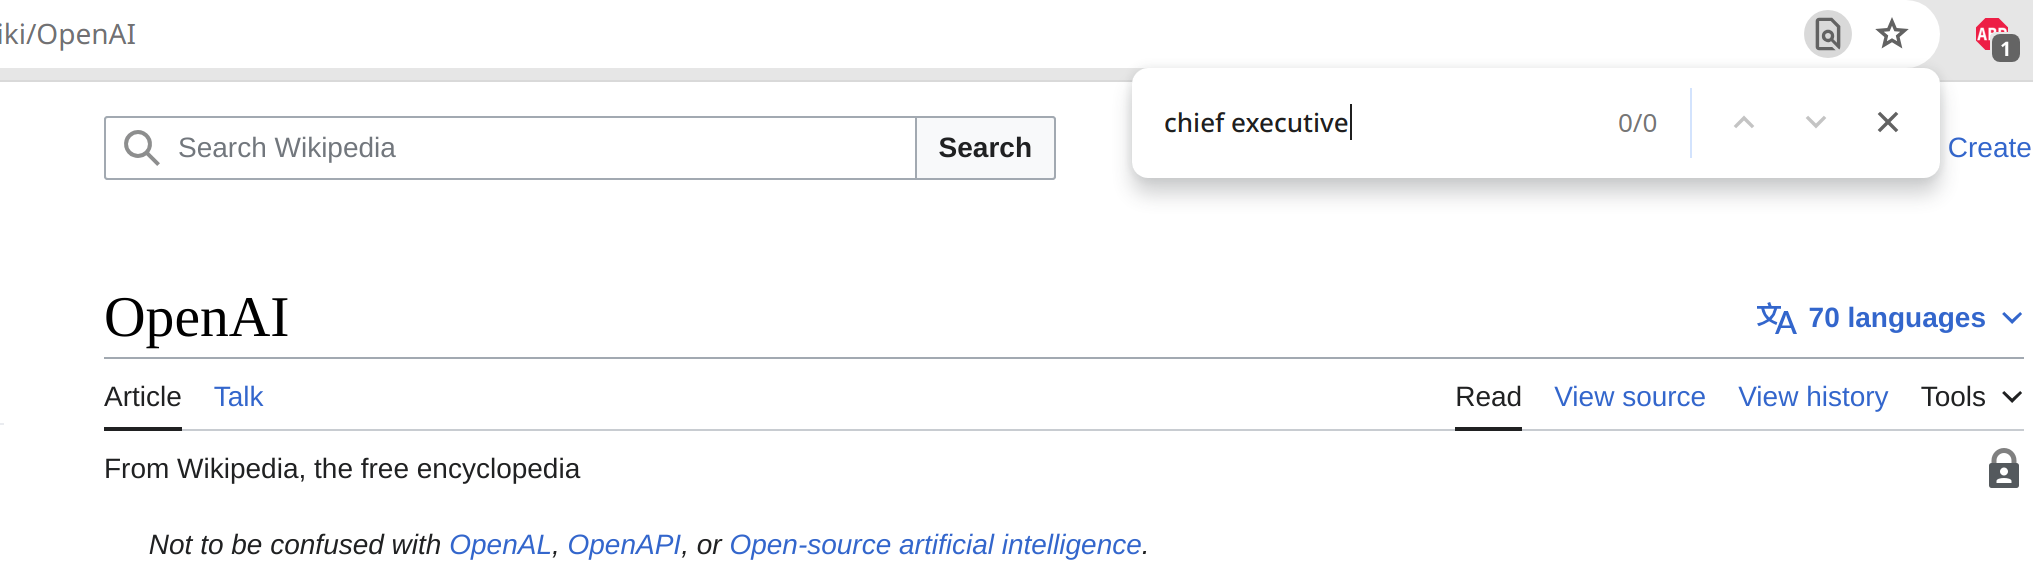 iki/OpenAI
ABP
1
chief executive
0/0
Search Wikipedia
Search
Create
OpenAI
文A 70 languages
Article Talk
Read View source View history Tools
From Wikipedia, the free encyclopedia
Not to be confused with OpenAL, OpenAPI, or Open-source artificial intelligence.